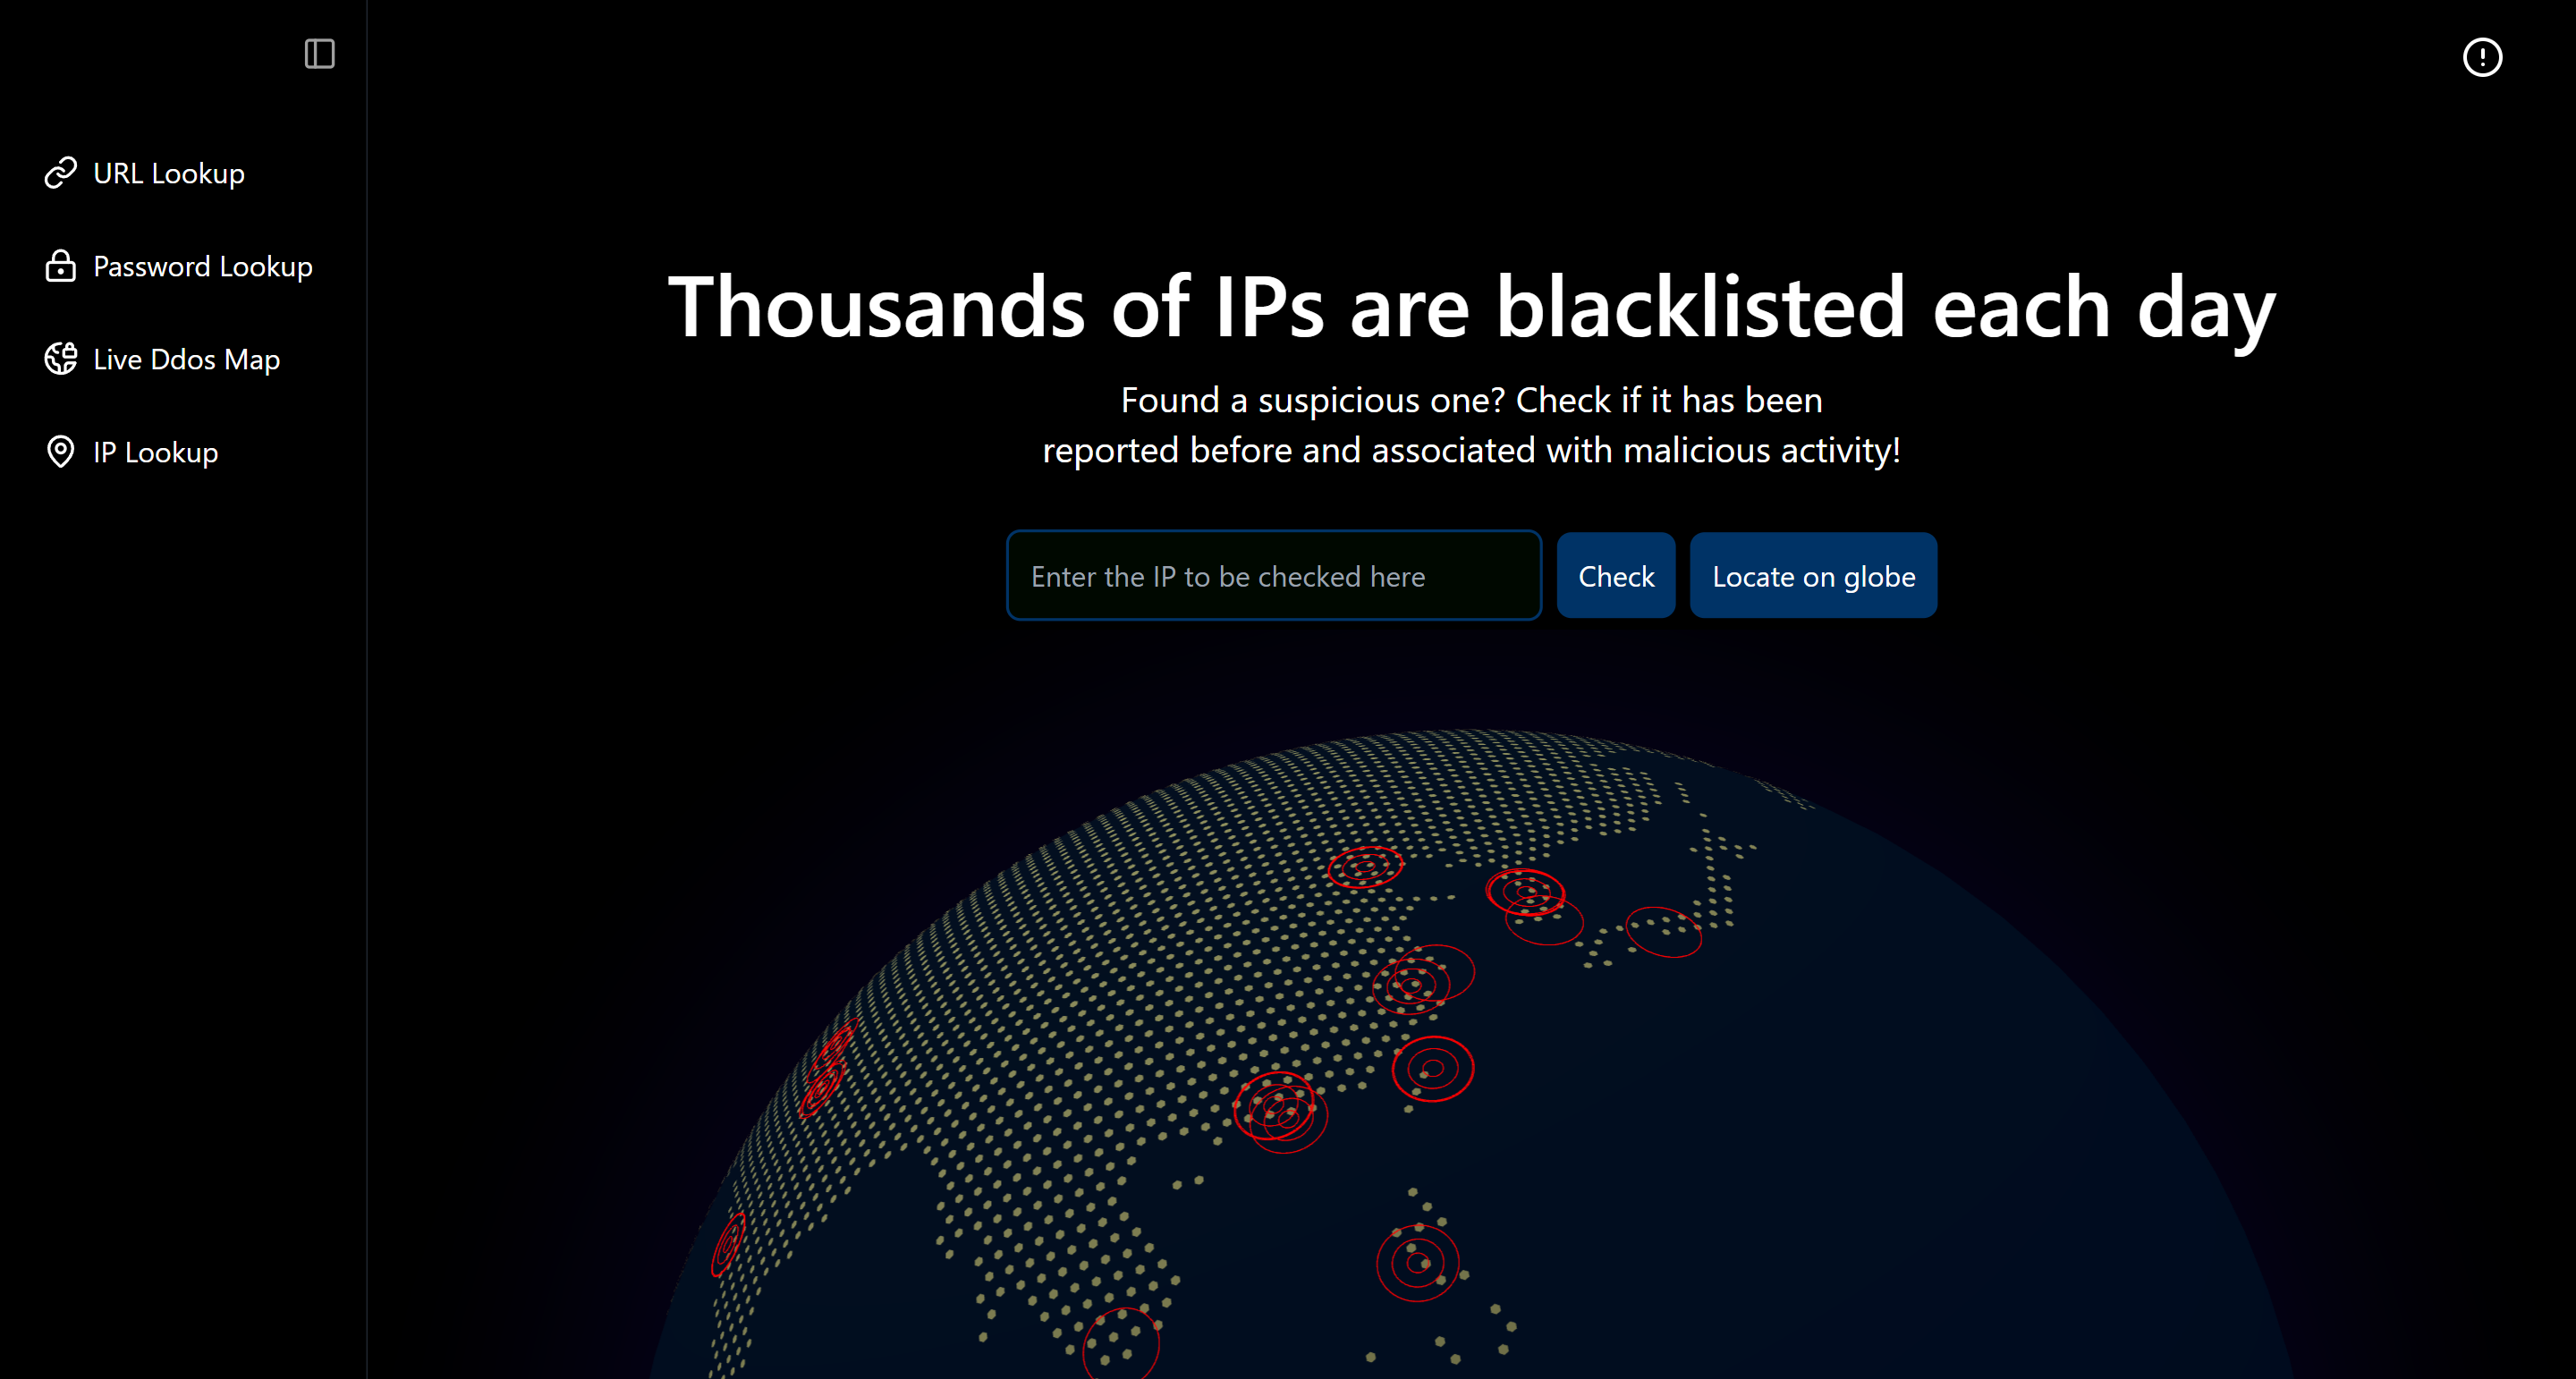 URL Lookup
Password Lookup
Live Ddos Map
IP Lookup
Thousands of IPs are blacklisted each day
Found a suspicious one? Check if it has been
reported before and associated with malicious activity!
Enter the IP to be checked here
Check
Locate on globe